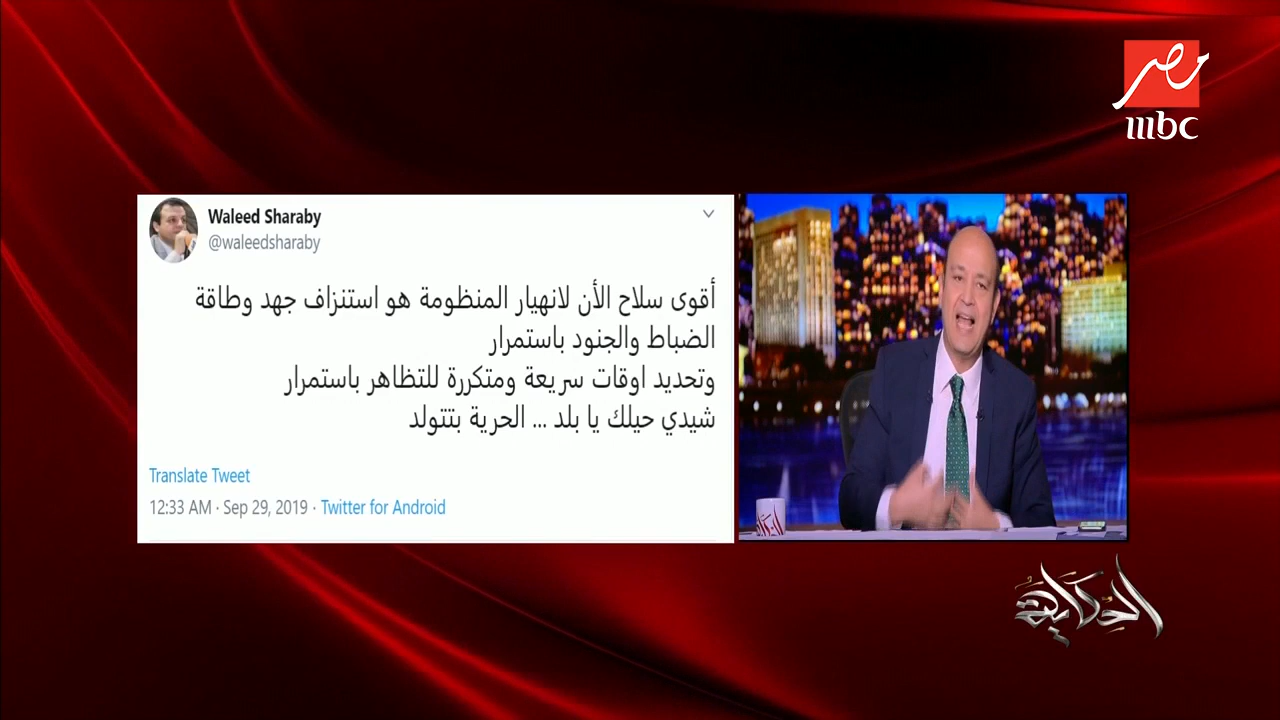 مصر
mbc
Waleed Sharaby
@waleedsharaby
أقوى سلاح الأن لانهيار المنظومة هو استنزاف جهد وطاقة
الضباط والجنود باستمرار
وتحديد اوقات سريعة ومتكررة للتظاهر باستمرار
شيدي حيلك يا بلد ... الحرية بتتولد
Translate Tweet
12:33 AM · Sep 29, 2019 · Twitter for Android
الحكاية
الحكاية